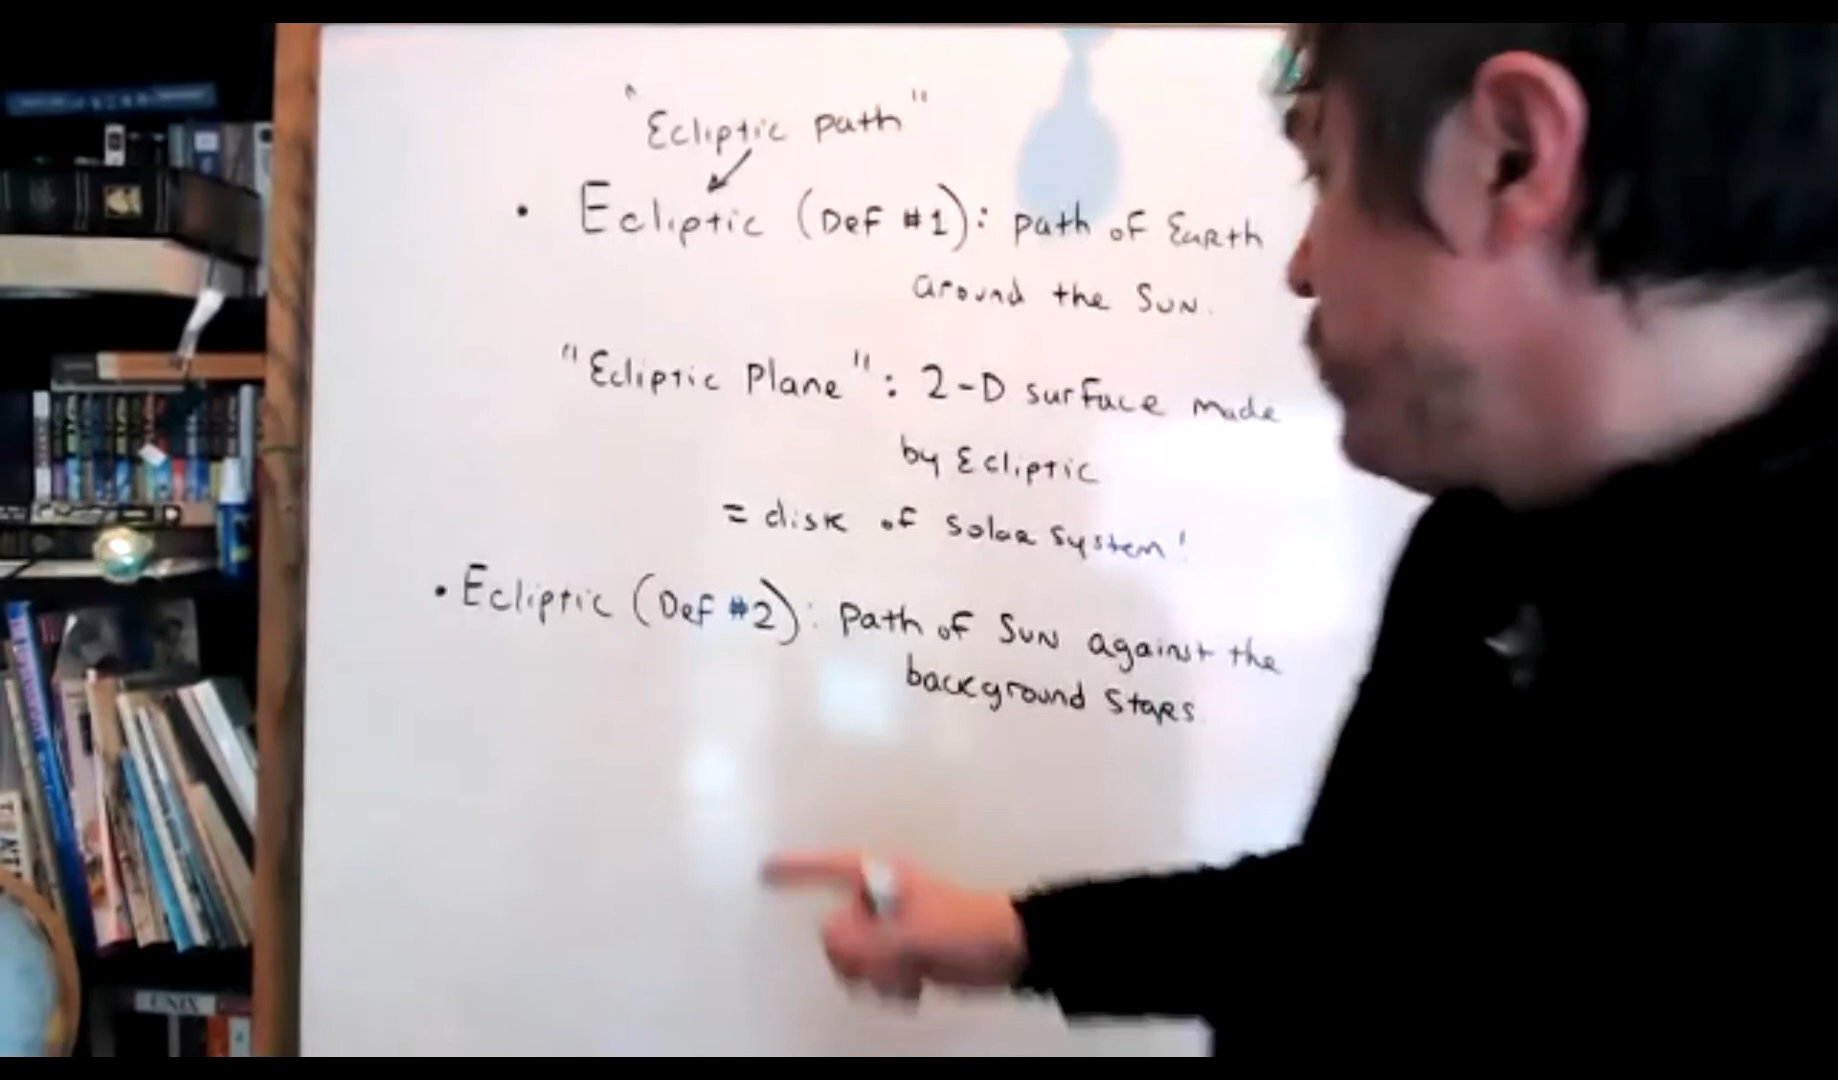 "Ecliptic path"
• Ecliptic (Def #1): path of Earth
around the Sun.
"Ecliptic Plane": 2-D surface made
by Ecliptic
= disk of solar system!
• Ecliptic (Def #2): Path of Sun against the
background stars.
UNIX